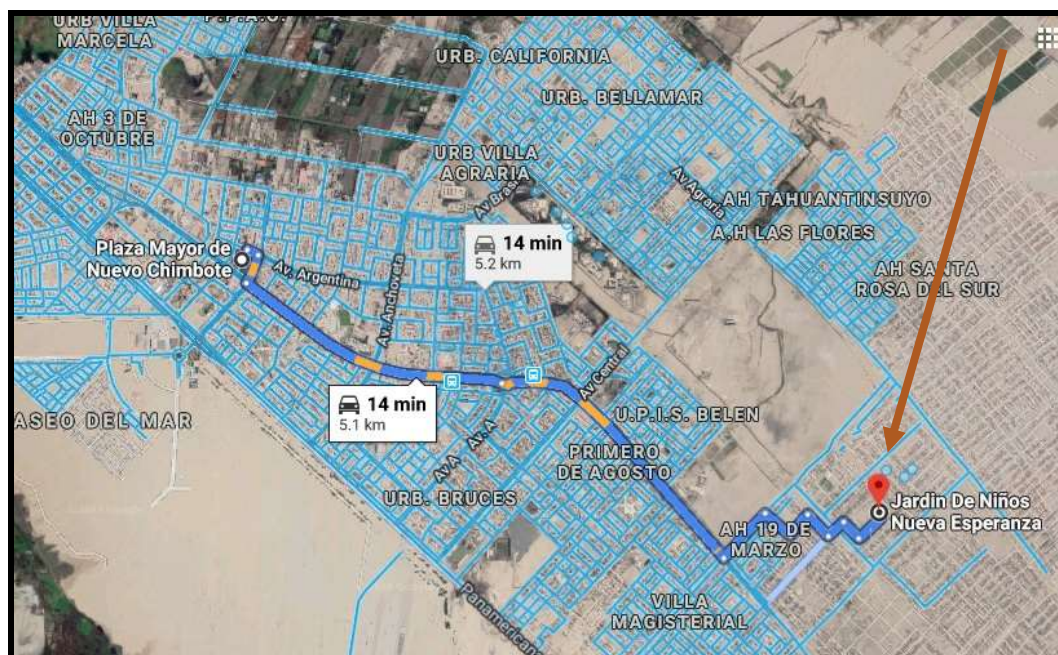 URB VILLA
MARCELA
P.P.A.O.
URB. CALIFORNIA
URB. BELLAMAR
AH 3 DE
OCTUBRE
URB VILLA
AGRARIA
Av Agraria
AH TAHUANTINSUYO
A.H LAS FLORES
Plaza Mayor de
Nuevo Chimbote
Av. Argentina
Av. Anchoveta
14 min
5.2 km
AH SANTA
ROSA DEL SUR
14 min
5.1 km
Av Central
U.P.I.S. BELEN
ASEO DEL MAR
Av A
Av. A
PRIMERO
DE AGOSTO
URB. BRUCES
Jardin De Niños
Nueva Esperanza
AH 19 DE
MARZO
VILLA
MAGISTERIAL
Panamericana